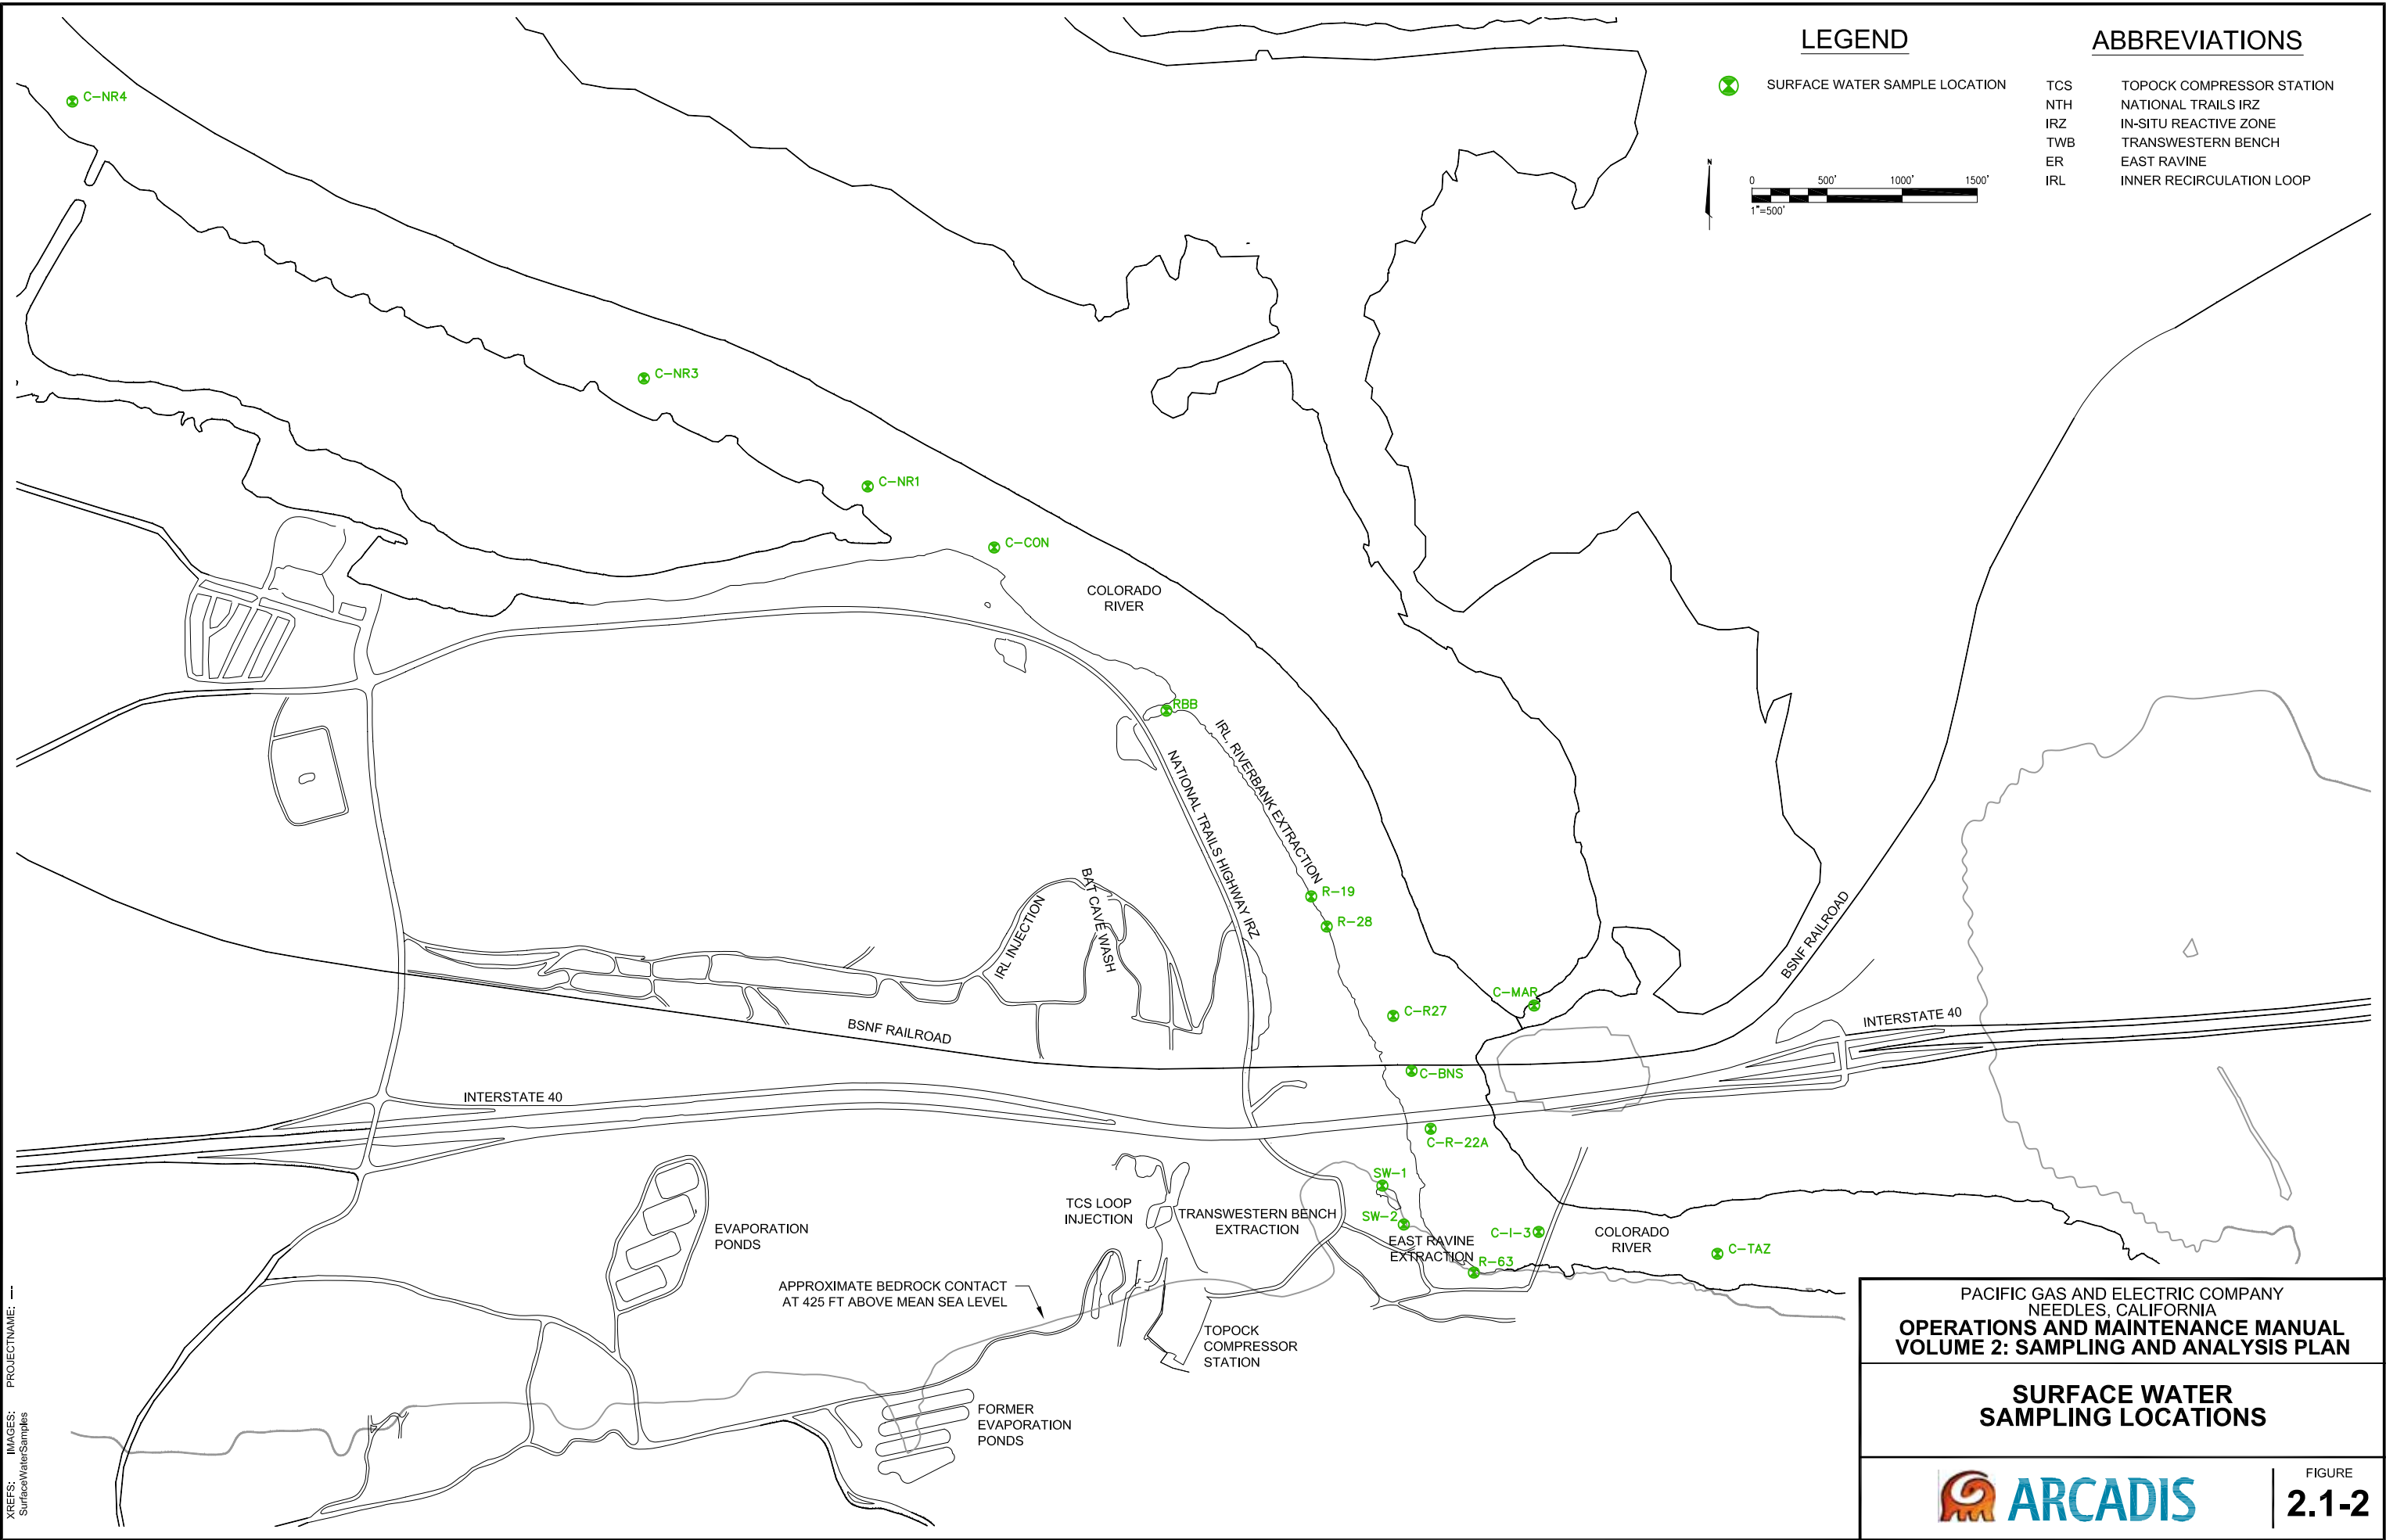 LEGEND
SURFACE WATER SAMPLE LOCATION
ABBREVIATIONS
TCS TOPOCK COMPRESSOR STATION
NTH NATIONAL TRAILS IRZ
IRZ IN-SITU REACTIVE ZONE
TWB TRANSWESTERN BENCH
ER EAST RAVINE
IRL INNER RECIRCULATION LOOP
N
0 500' 1000' 1500'
1"=500'
C-NR4
C-NR3
C-NR1
C-CON
COLORADO
RIVER
RBB
IRL, RIVERBANK EXTRACTION
NATIONAL TRAILS HIGHWAY IRZ
R-19
R-28
BAT CAVE WASH
IRL INJECTION
C-MAR
C-R27
BSNF RAILROAD
BSNF RAILROAD
INTERSTATE 40
C-BNS
INTERSTATE 40
C-R-22A
SW-1
SW-2
TCS LOOP
INJECTION
TRANSWESTERN BENCH
EXTRACTION
EAST RAVINE
EXTRACTION
C-I-3
R-63
COLORADO
RIVER
C-TAZ
EVAPORATION
PONDS
APPROXIMATE BEDROCK CONTACT
AT 425 FT ABOVE MEAN SEA LEVEL
TOPOCK
COMPRESSOR
STATION
FORMER
EVAPORATION
PONDS
PACIFIC GAS AND ELECTRIC COMPANY
NEEDLES, CALIFORNIA
OPERATIONS AND MAINTENANCE MANUAL
VOLUME 2: SAMPLING AND ANALYSIS PLAN
SURFACE WATER
SAMPLING LOCATIONS
ARCADIS
FIGURE
2.1-2
XREFS: IMAGES: PROJECTNAME: ----
SurfaceWaterSamples